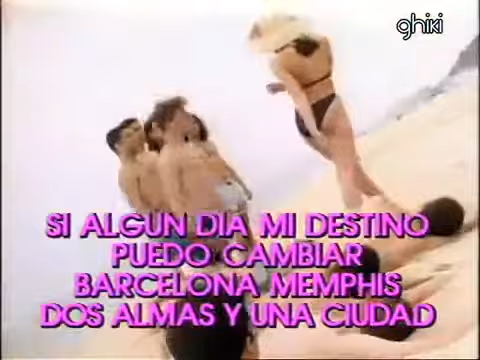 ghiki
SI ALGUN DIA MI DESTINO
PUEDO CAMBIAR
BARCELONA MEMPHIS
DOS ALMAS Y UNA CIUDAD